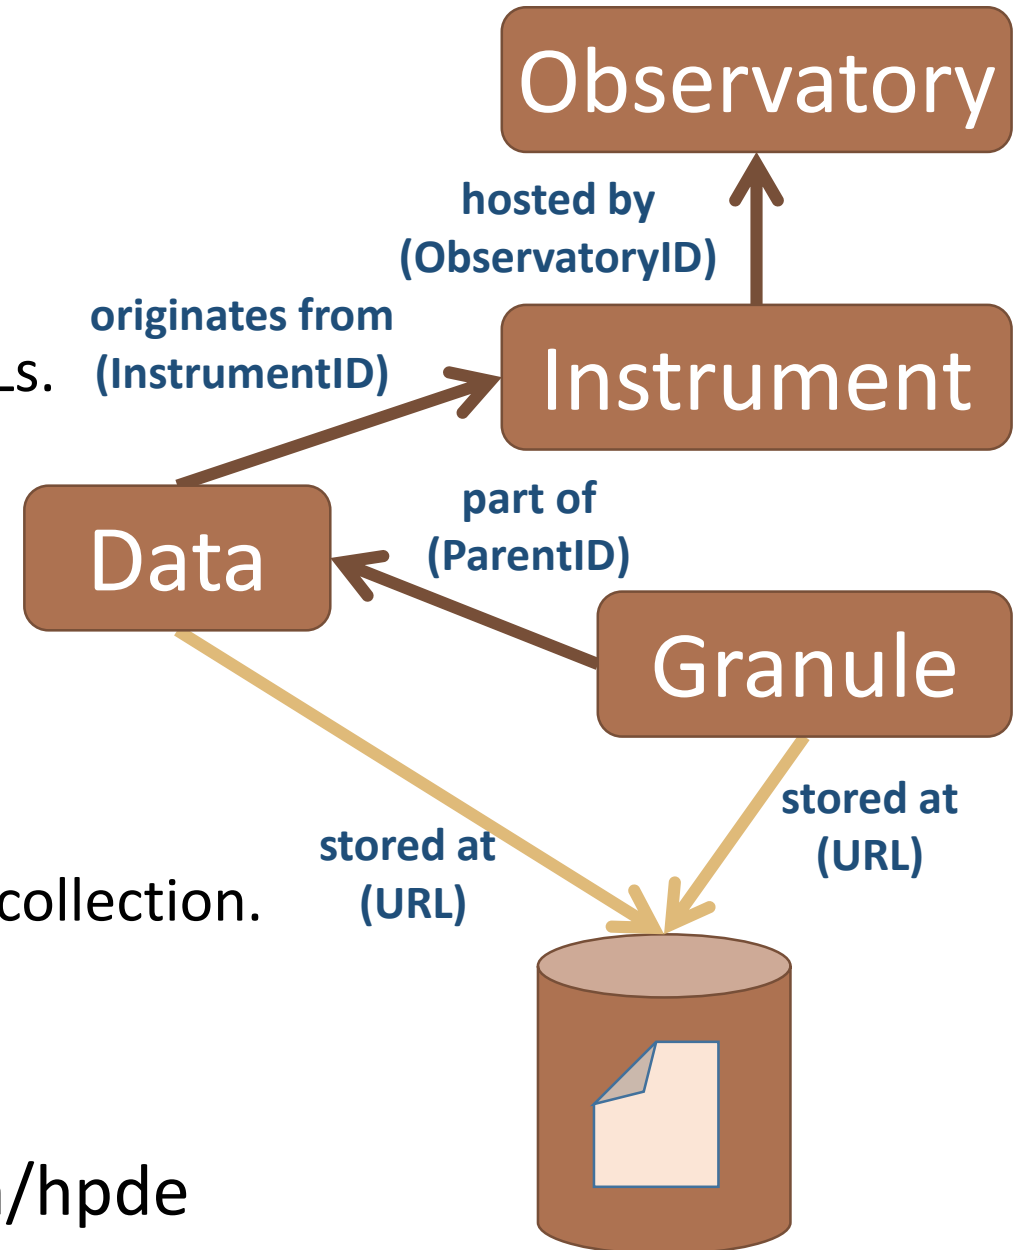 Observatory
hosted by
(ObservatoryID)
originates from
(InstrumentID)
Instrument
part of
(ParentID)
Data
Granule
stored at
(URL)
stored at
(URL)
collection.
/hpde